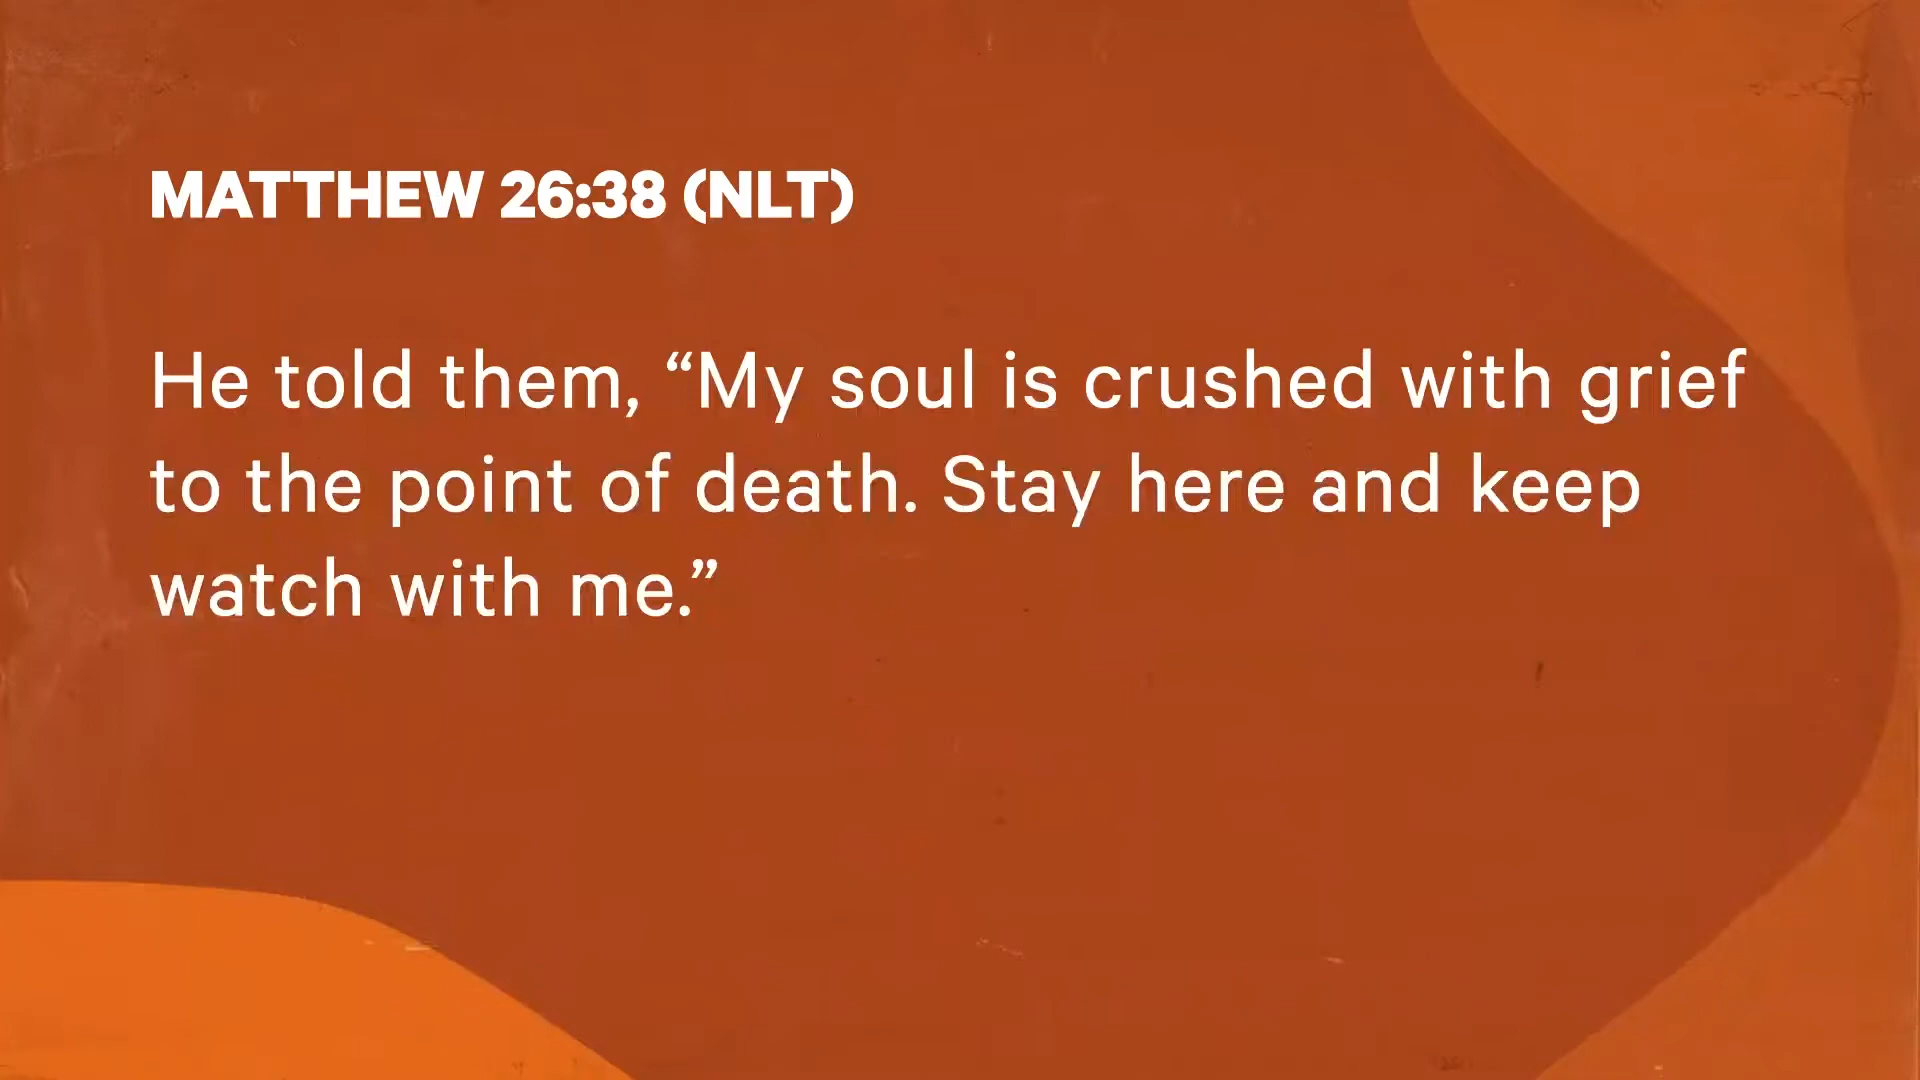 MATTHEW 26:38 (NLT)
He told them, “My soul is crushed with grief
to the point of death. Stay here and keep
watch with me.”